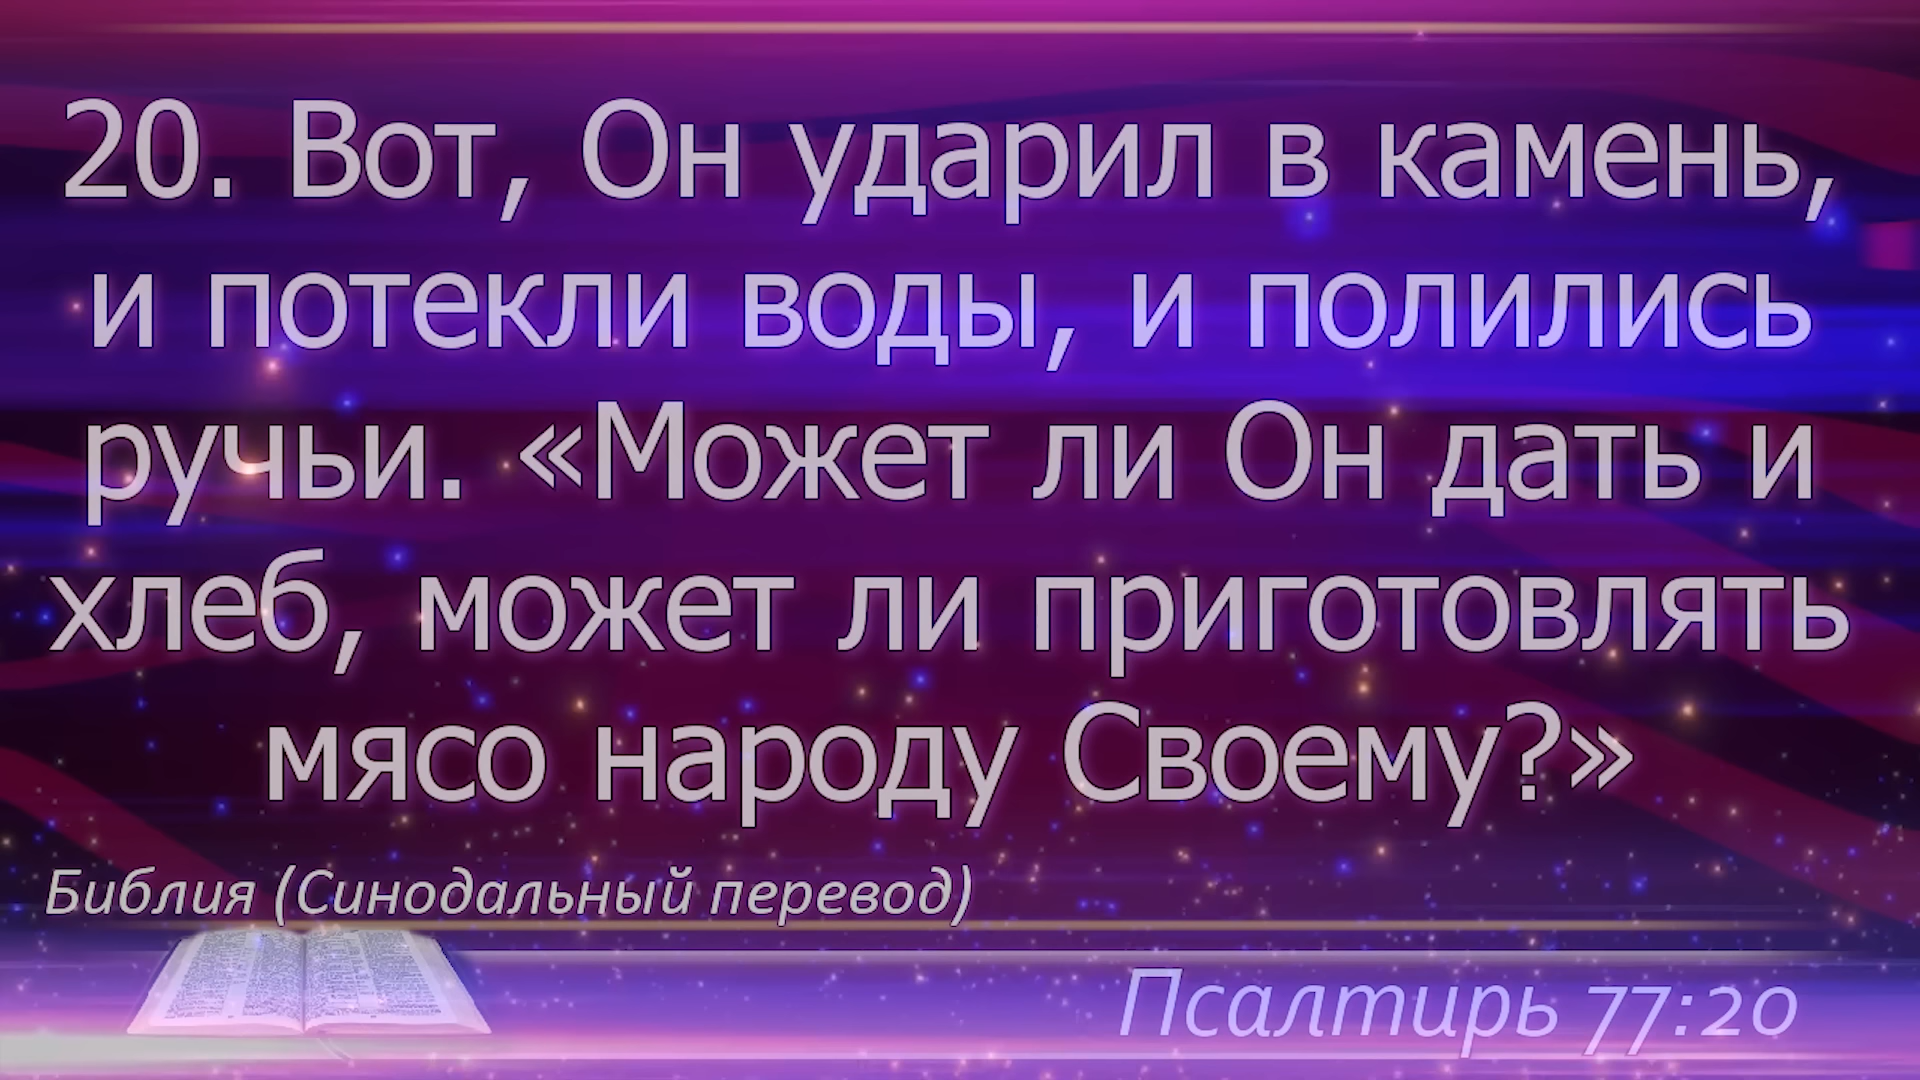 20. Вот, Он ударил в камень,
и потекли воды, и полились
ручьи. «Может ли Он дать и
хлеб, может ли приготовлять
мясо народу Своему?»
Библия (Синодальный перевод)
Псалтирь 77:20